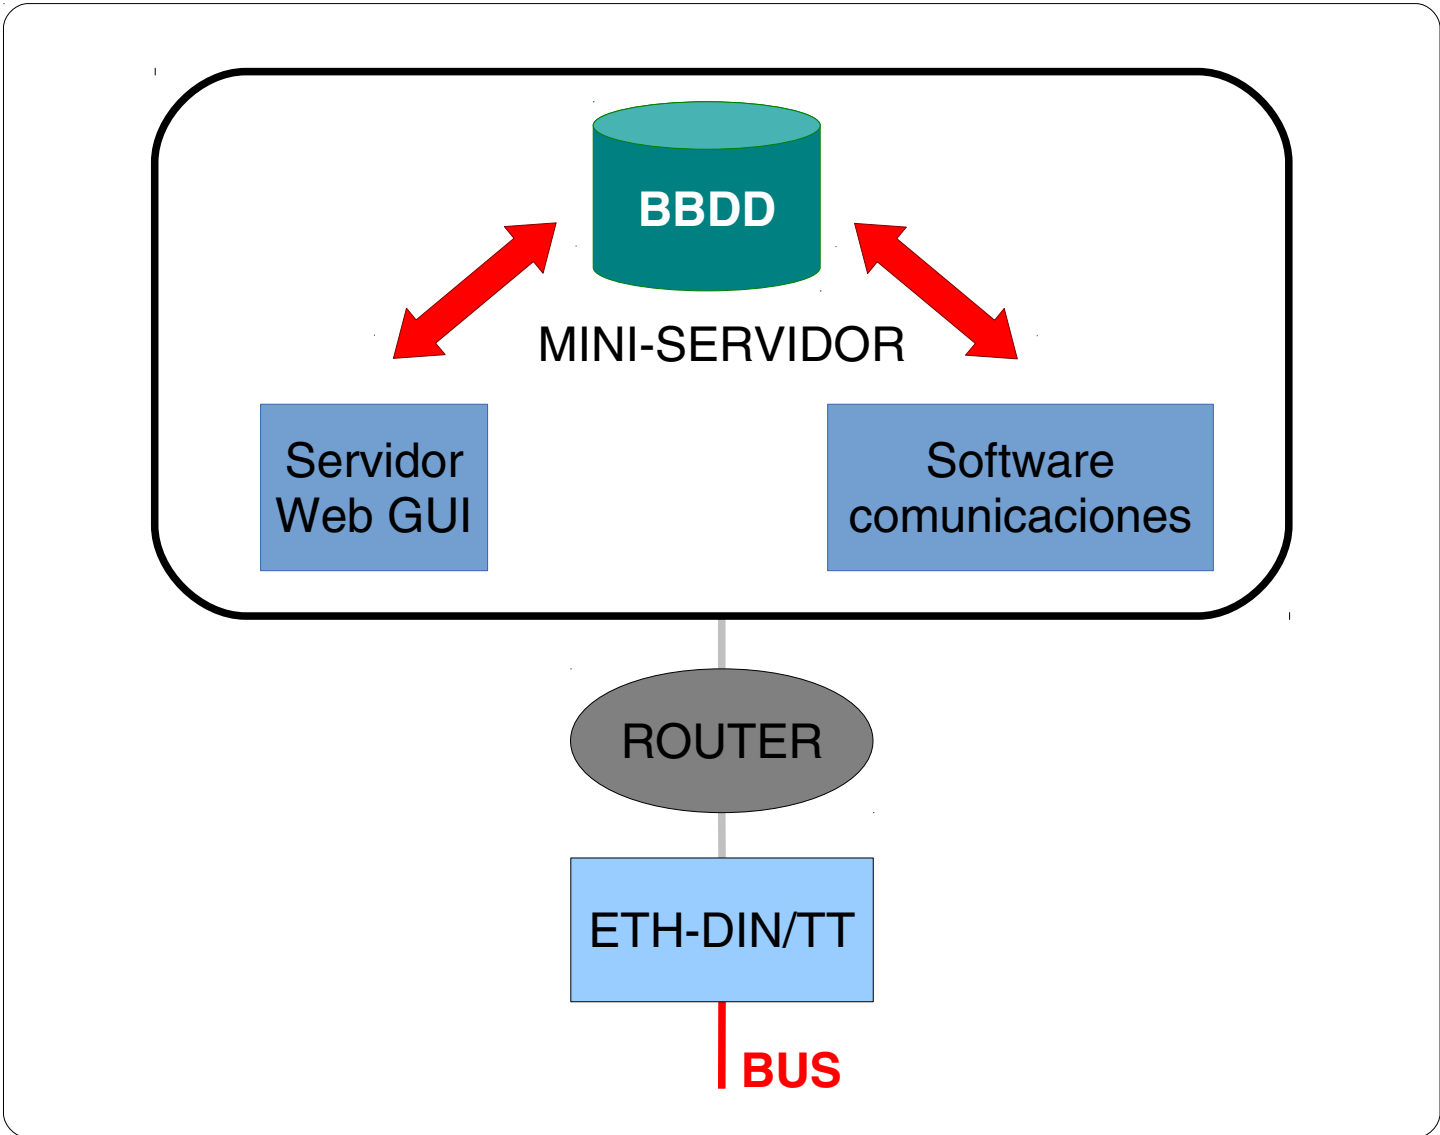 BBDD
MINI-SERVIDOR
Servidor
Web GUI
Software
comunicaciones
ROUTER
ETH-DIN/TT
BUS